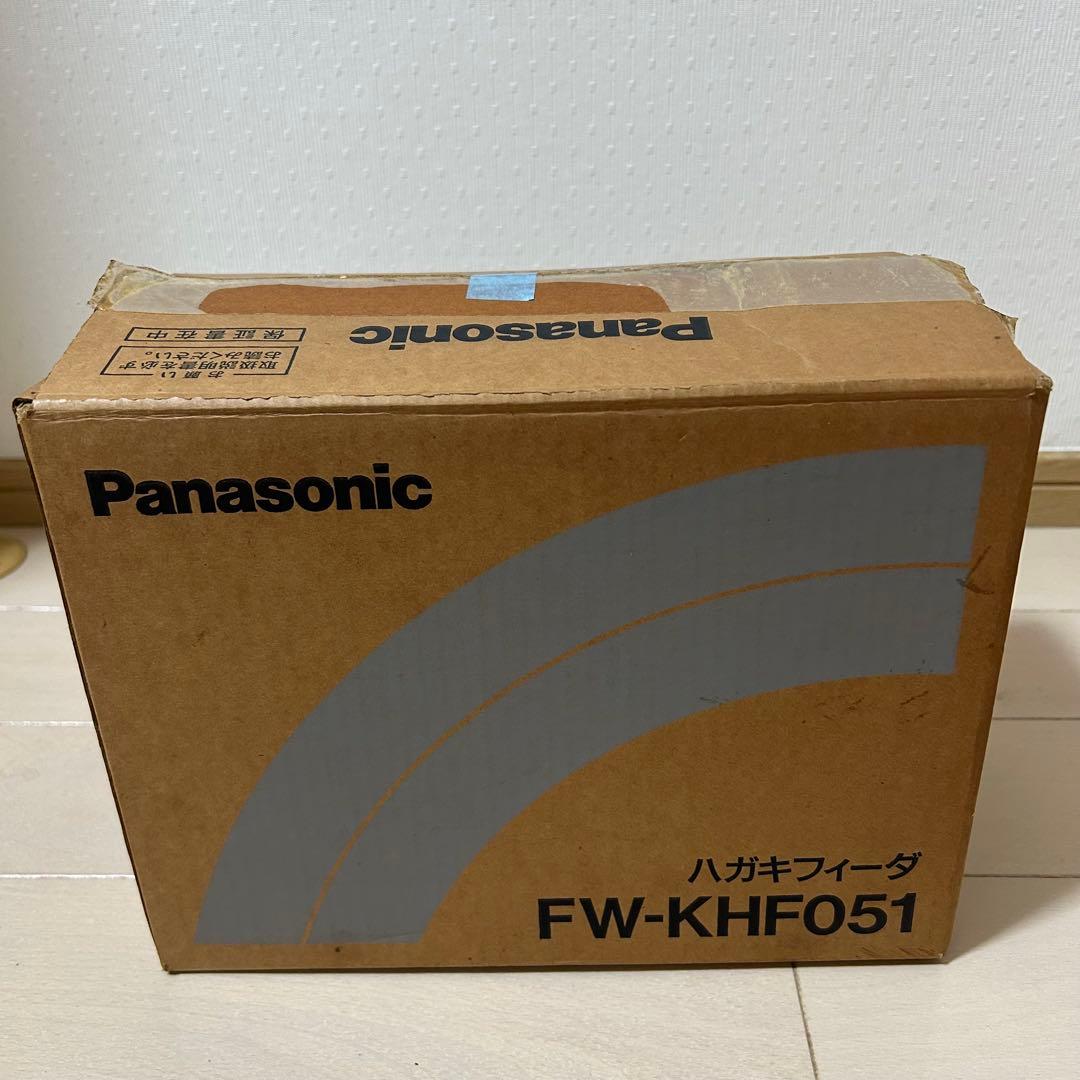 Panasonic
保証書在中
お願い
取扱説明書を必ず
お読みください。
Panasonic
ハガキフィーダ
FW-KHF051